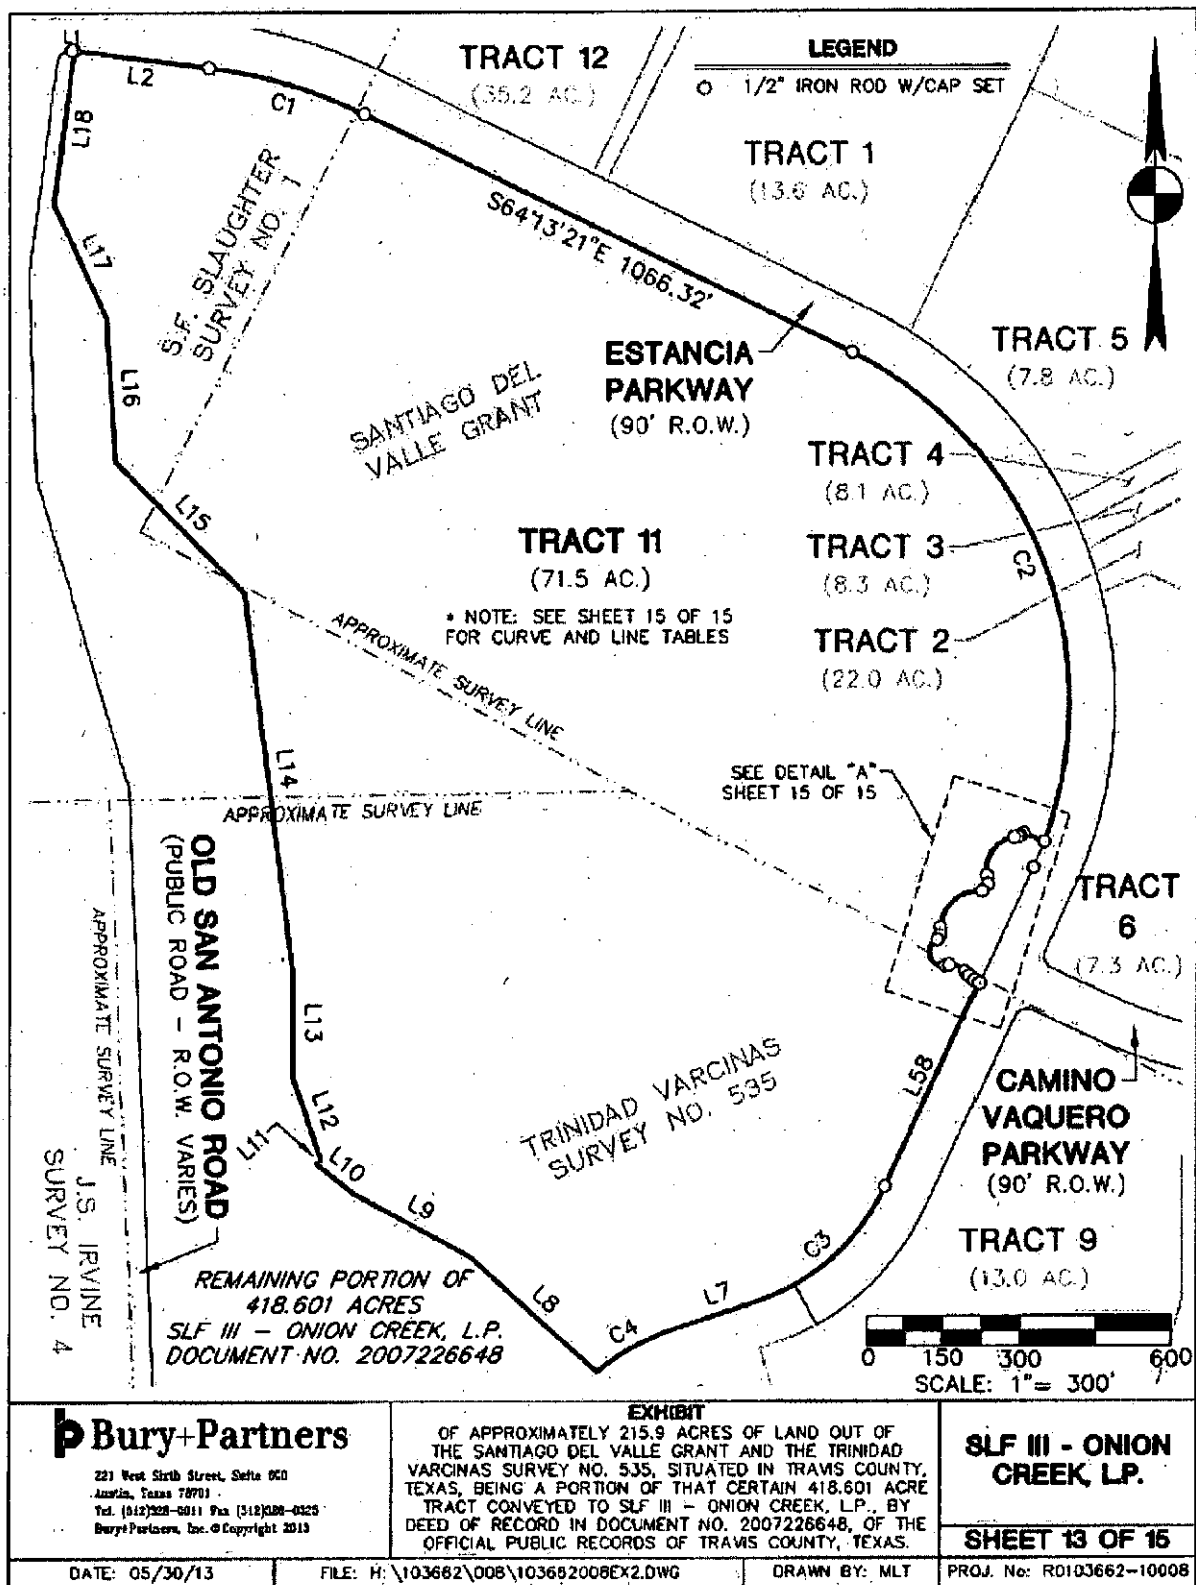 L1
L2
C1
L18
L17
L16
L15
L14
L13
L12
L11
L10
L9
L8
C4
L7
C3
L58
C2
TRACT 12
(35.2 AC.)
LEGEND
1/2" IRON ROD W/CAP SET
TRACT 1
(13.6 AC.)
S.F. SLAUGHTER
SURVEY NO. 1
S64°13'21"E 1066.32'
ESTANCIA
PARKWAY
(90' R.O.W.)
TRACT 5
(7.8 AC.)
SANTIAGO DEL
VALLE GRANT
TRACT 4
(8.1 AC.)
TRACT 3
(8.3 AC.)
TRACT 2
(22.0 AC.)
TRACT 11
(71.5 AC.)
* NOTE: SEE SHEET 15 OF 15
FOR CURVE AND LINE TABLES
APPROXIMATE SURVEY LINE
SEE DETAIL "A"
SHEET 15 OF 15
APPROXIMATE SURVEY LINE
OLD SAN ANTONIO ROAD
(PUBLIC ROAD - R.O.W. VARIES)
APPROXIMATE SURVEY LINE
J.S. IRVINE
SURVEY NO. 4
TRACT
6
(7.3 AC.)
TRINIDAD VARCINAS
SURVEY NO. 535
CAMINO
VAQUERO
PARKWAY
(90' R.O.W.)
TRACT 9
(13.0 AC.)
REMAINING PORTION OF
418.601 ACRES
SLF III - ONION CREEK, L.P.
DOCUMENT NO. 2007226648
0 150 300 600
SCALE: 1"= 300'
Bury+Partners
221 West Sixth Street, Suite 600
Austin, Texas 78701
Tel. (512)328-0011 Fax (512)328-0325
Bury+Partners, Inc. © Copyright 2013
EXHIBIT
OF APPROXIMATELY 215.9 ACRES OF LAND OUT OF
THE SANTIAGO DEL VALLE GRANT AND THE TRINIDAD
VARCINAS SURVEY NO. 535, SITUATED IN TRAVIS COUNTY,
TEXAS, BEING A PORTION OF THAT CERTAIN 418.601 ACRE
TRACT CONVEYED TO SLF III - ONION CREEK, L.P., BY
DEED OF RECORD IN DOCUMENT NO. 2007226648, OF THE
OFFICIAL PUBLIC RECORDS OF TRAVIS COUNTY, TEXAS.
SLF III - ONION
CREEK, L.P.
SHEET 13 OF 15
DATE: 05/30/13
FILE: H:\103662\008\103662008EX2.DWG
DRAWN BY: MLT
PROJ. No: R0103662-10008